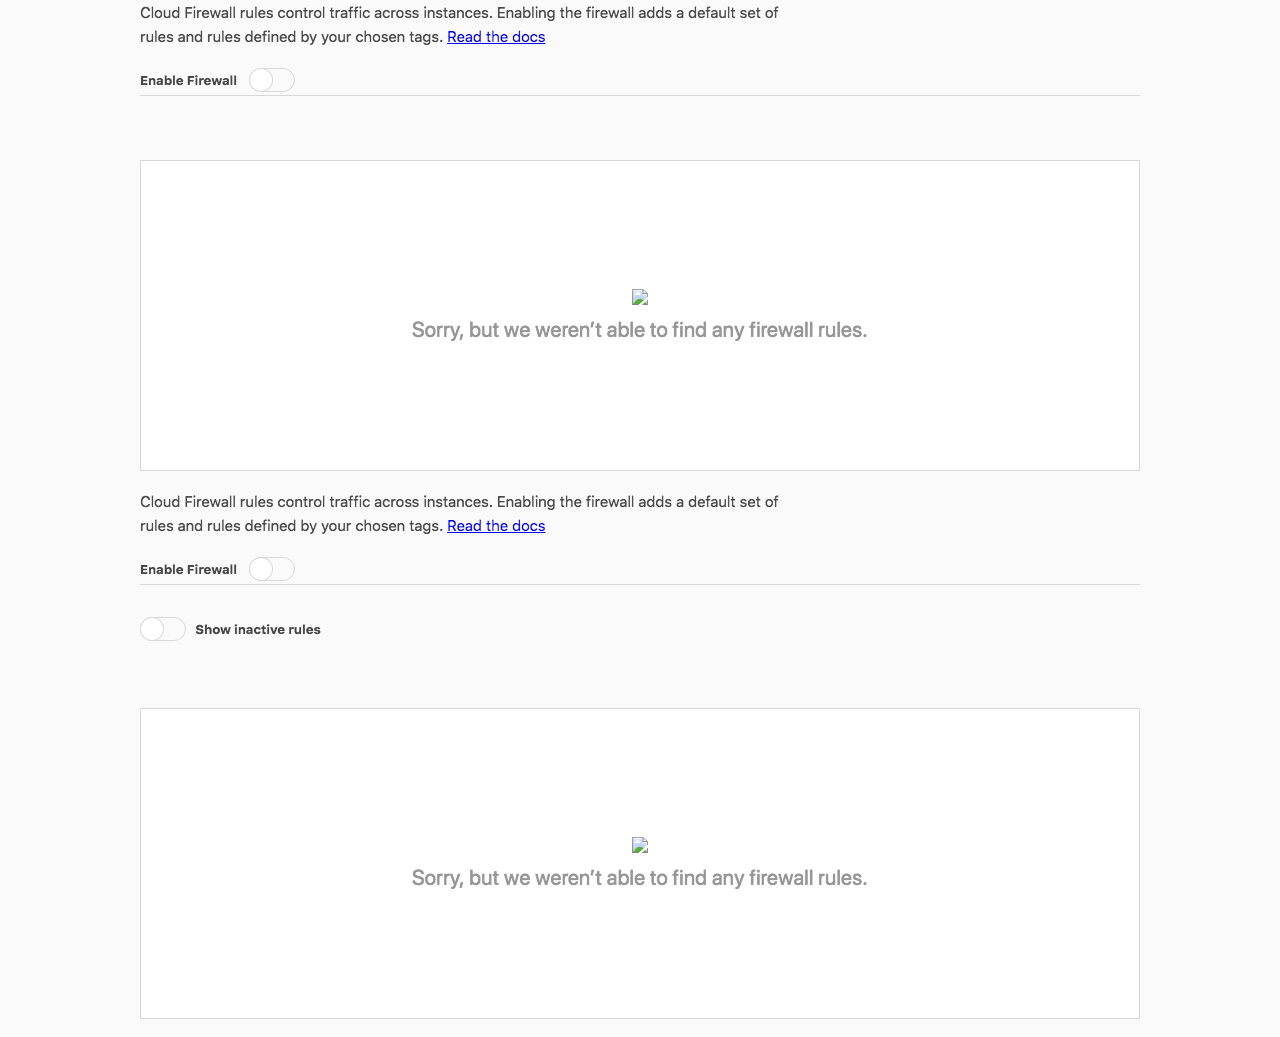 Cloud Firewall rules control traffic across instances. Enabling the firewall adds a default set of
rules and rules defined by your chosen tags. Read the docs
Enable Firewall
Sorry, but we weren’t able to find any firewall rules.
Cloud Firewall rules control traffic across instances. Enabling the firewall adds a default set of
rules and rules defined by your chosen tags. Read the docs
Enable Firewall
Show inactive rules
Sorry, but we weren’t able to find any firewall rules.